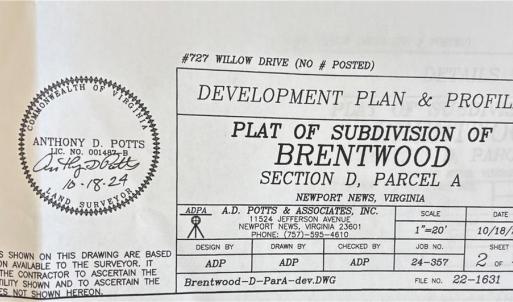 #727 WILLOW DRIVE (NO # POSTED)
DEVELOPMENT PLAN & PROFIL
PLAT OF SUBDIVISION OF
BRENTWOOD
SECTION D, PARCEL A
NEWPORT NEWS, VIRGINIA
COMMONWEALTH OF VIRGINIA
ANTHONY D. POTTS
LIC. NO. 001487-B
Anthony D Potts
10-18-24
LAND SURVEYOR
ADPA
A.D. POTTS & ASSOCIATES, INC.
11524 JEFFERSON AVENUE
NEWPORT NEWS, VIRGINIA 23601
PHONE: (757)-595-4610
SCALE
DATE
1"=20'
10/18/
DESIGN BY
DRAWN BY
CHECKED BY
JOB NO.
SHEET
ADP
ADP
ADP
24-357
2 OF
Brentwood-D-ParA-dev.DWG
FILE NO. 22-1631
S SHOWN ON THIS DRAWING ARE BASED
ON AVAILABLE TO THE SURVEYOR. IT
THE CONTRACTOR TO ASCERTAIN THE
TILITY SHOWN AND TO ASCERTAIN THE
ES NOT SHOWN HEREON.